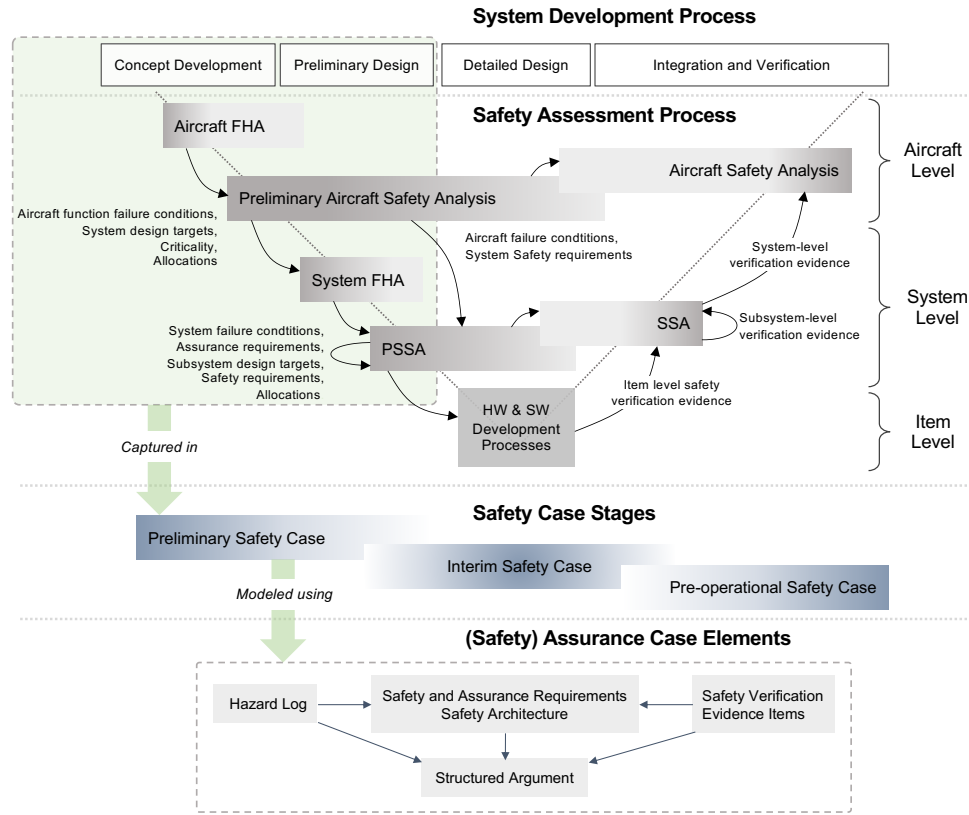 System Development Process
Concept Development
Preliminary Design
Detailed Design
Integration and Verification
Safety Assessment Process
Aircraft FHA
Aircraft Safety Analysis
Aircraft
Level
Preliminary Aircraft Safety Analysis
Aircraft function failure conditions,
System design targets,
Criticality,
Allocations
Aircraft failure comditions,
System Safety requirements
System-level
verification evidence
System FHA
System
Level
System failure comditions,
Assurance requirements,
Subsystem design targets,
Safety requirements,
Allocations
PSSA
SSA
Subsystem-level
verification evidence
Item level safety
verification evidence
HW & SW
Development
Processes
Item
Level
Captured in
Safety Case Stages
Preliminary Safety Case
Interim Safety Case
Pre-operational Safety Case
Modeled using
(Safety) Assurance Case Elements
Hazard Log
Safety and Assurance Requirements
Safety Architecture
Safety Verification
Evidence Items
Structured Argument